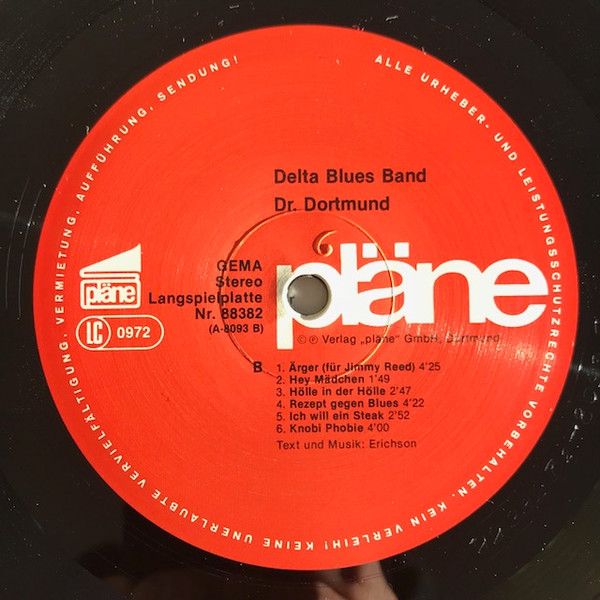 ALLE URHEBER- UND LEISTUNGSSCHUTZRECHTE VORBEHALTEN. KEIN VERLEIH! KEINE UNERLAUBTE VERVIELFÄLTIGUNG, VERMIETUNG, AUFFÜHRUNG, SENDUNG!
Delta Blues Band
Dr. Dortmund
pläne
LC 0972
GEMA
Stereo
Langspielplatte
Nr. 88382
(A-8093 B)
pläne
© ℗ Verlag „pläne" GmbH, Dortmund
B
1. Ärger (für Jimmy Reed) 4'25
2. Hey Mädchen 1'49
3. Hölle in der Hölle 2'47
4. Rezept gegen Blues 4'22
5. Ich will ein Steak 2'52
6. Knobi Phobie 4'00
Text und Musik: Erichson